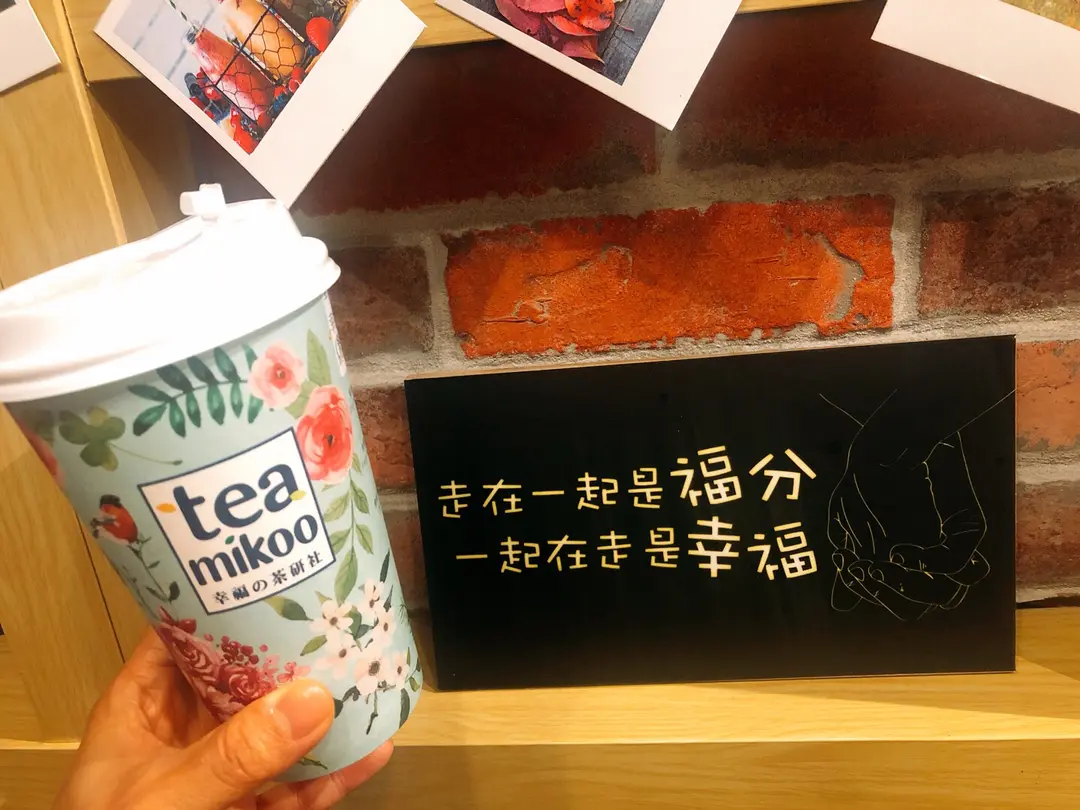 tea
mikoo
幸福の茶研社
走在一起是福分
一起在走是幸福